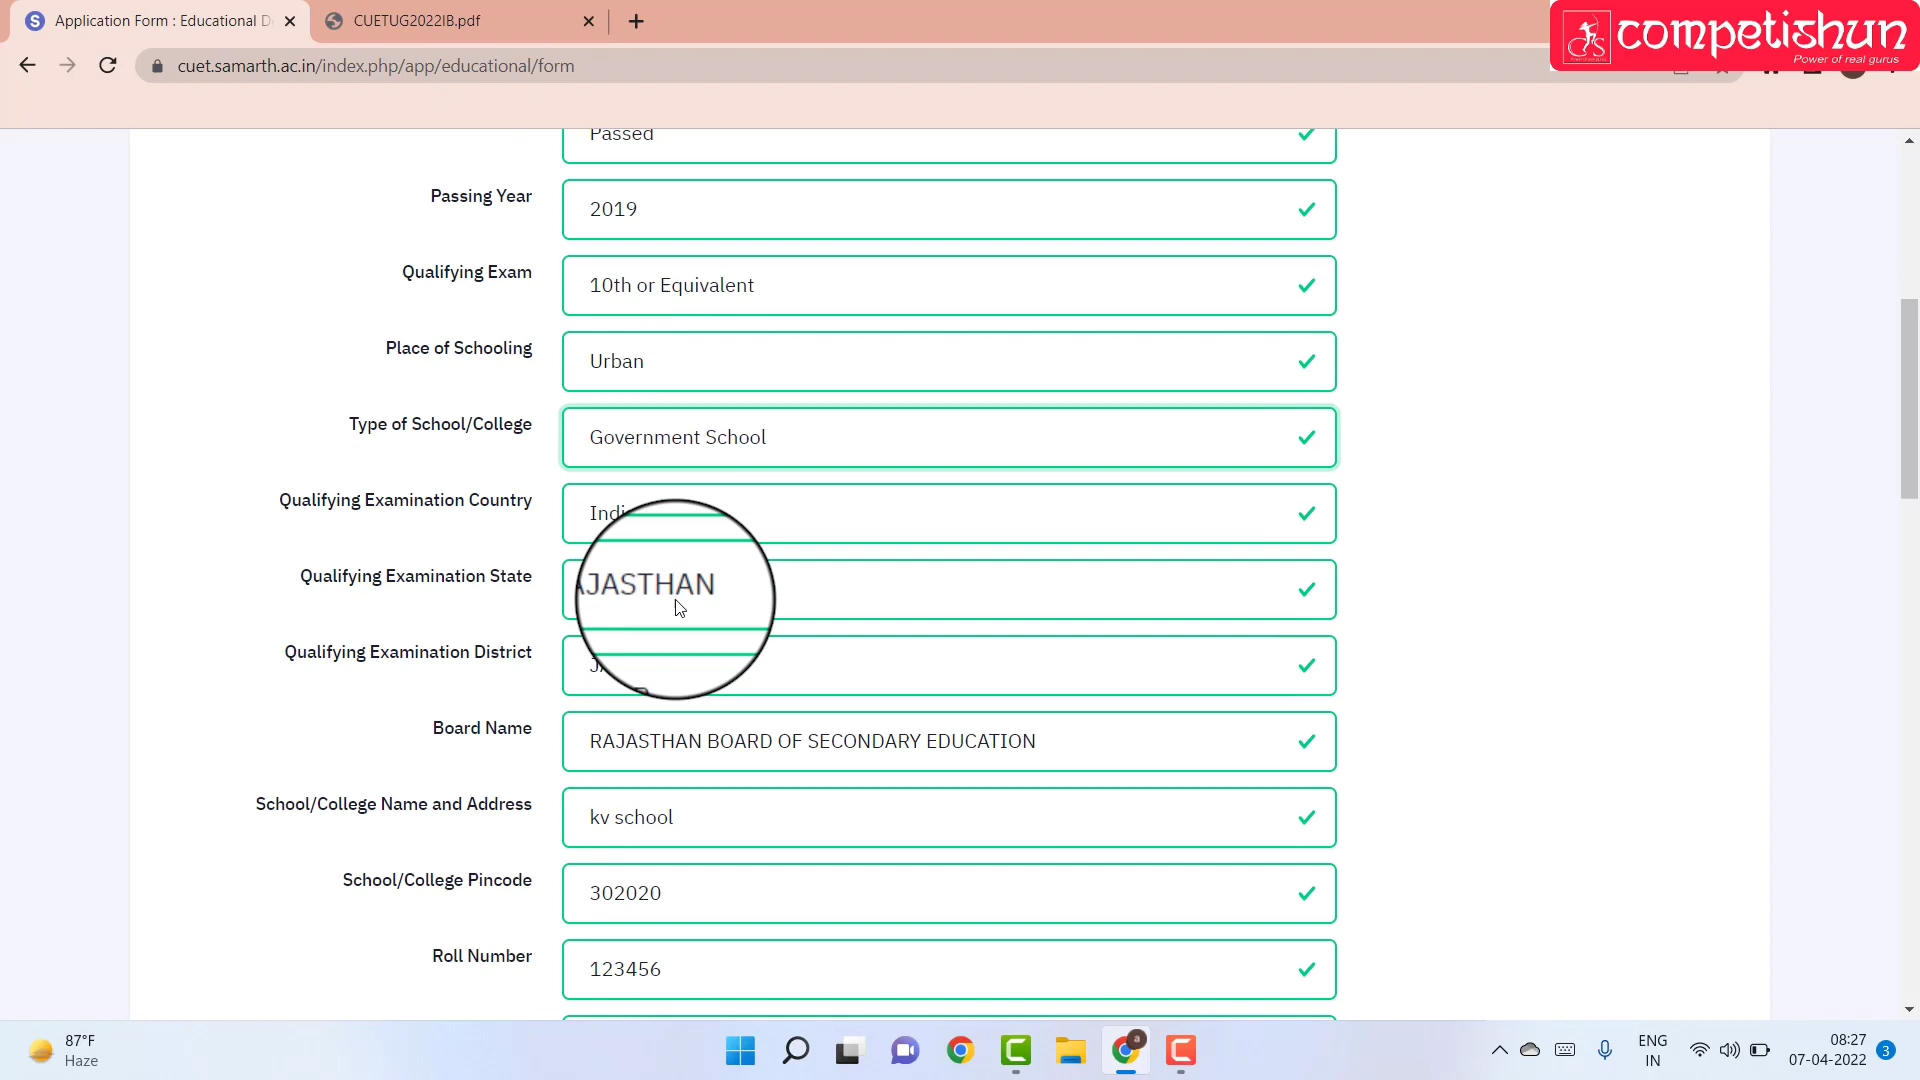 S Application Form : Educational D
CUETUG2022IB.pdf
competishun
Power of real gurus
cuet.samarth.ac.in/index.php/app/educational/form
Passed
Passing Year
2019
Qualifying Exam
10th or Equivalent
Place of Schooling
Urban
Type of School/College
Government School
Qualifying Examination Country
Indi
Qualifying Examination State
AJASTHAN
Qualifying Examination District
Board Name
RAJASTHAN BOARD OF SECONDARY EDUCATION
School/College Name and Address
kv school
School/College Pincode
302020
Roll Number
123456
87°F
Haze
a
ENG
IN
08:27
07-04-2022
3